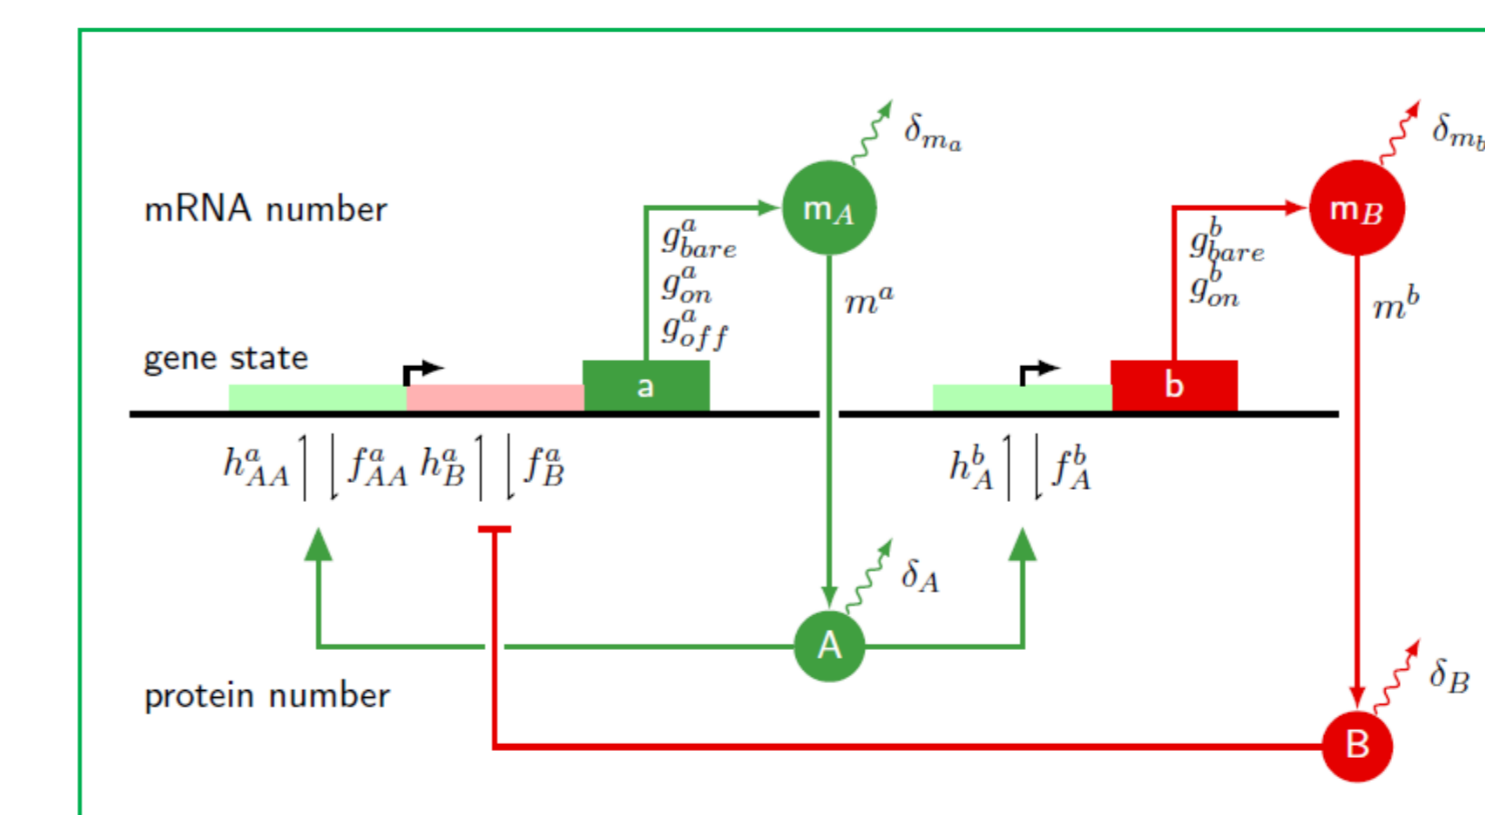 δ_{m_a}
δ_{m_b}
mRNA number
m_A
m_B
g^a_{bare}
g^a_{on}
g^a_{off}
g^b_{bare}
g^b_{on}
m^a
m^b
gene state
a
b
h^a_{AA} f^a_{AA} h^a_B f^a_B
h^b_A f^b_A
δ_A
A
protein number
δ_B
B